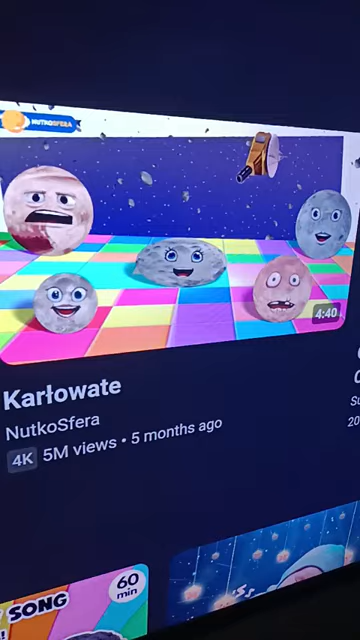 NUTKOSFERA
4:40
Karłowate
NutkoSfera
4K 5M views • 5 months ago
SONG
60
min